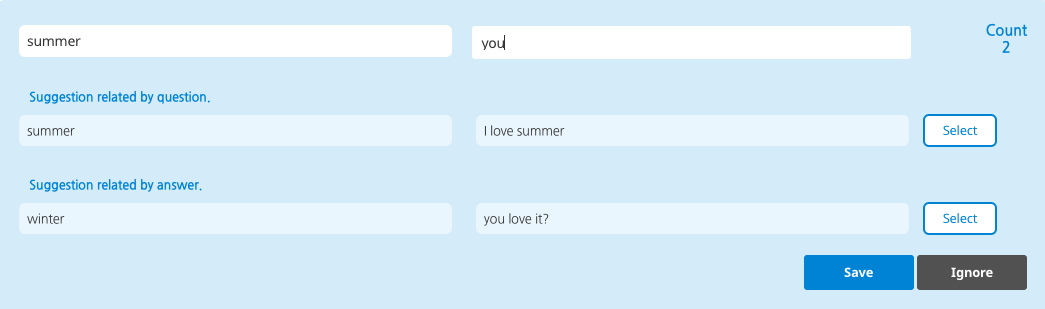 summer
you
Count
2
Suggestion related by question.
summer
I love summer
Select
Suggestion related by answer.
winter
you love it?
Select
Save
Ignore